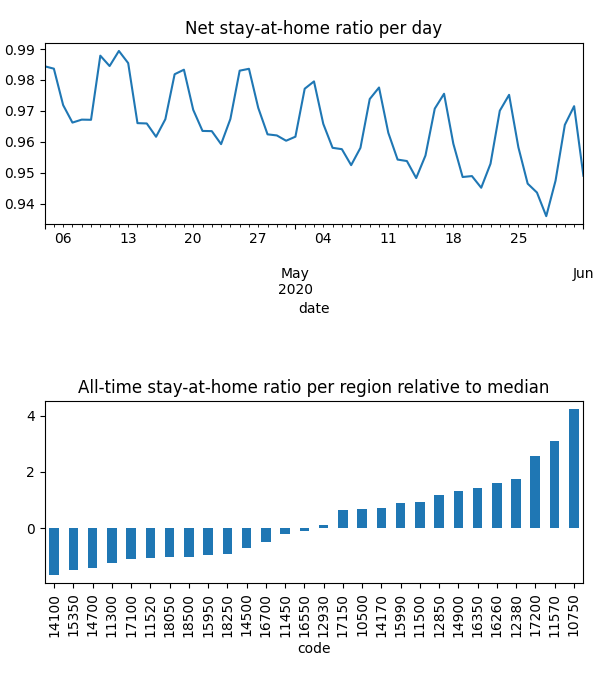 Net stay-at-home ratio per day
0.99
0.98
0.97
0.96
0.95
0.94
06 13 20 27 04 11 18 25
May Jun
2020
date
All-time stay-at-home ratio per region relative to median
4
2
0
14100 15350 14700 11300 17100 11520 18050 18500 15950 18250 14500 16700 11450 16550 12930 17150 10500 14170 15990 11500 12850 14900 16350 16260 12380 17200 11570 10750
code